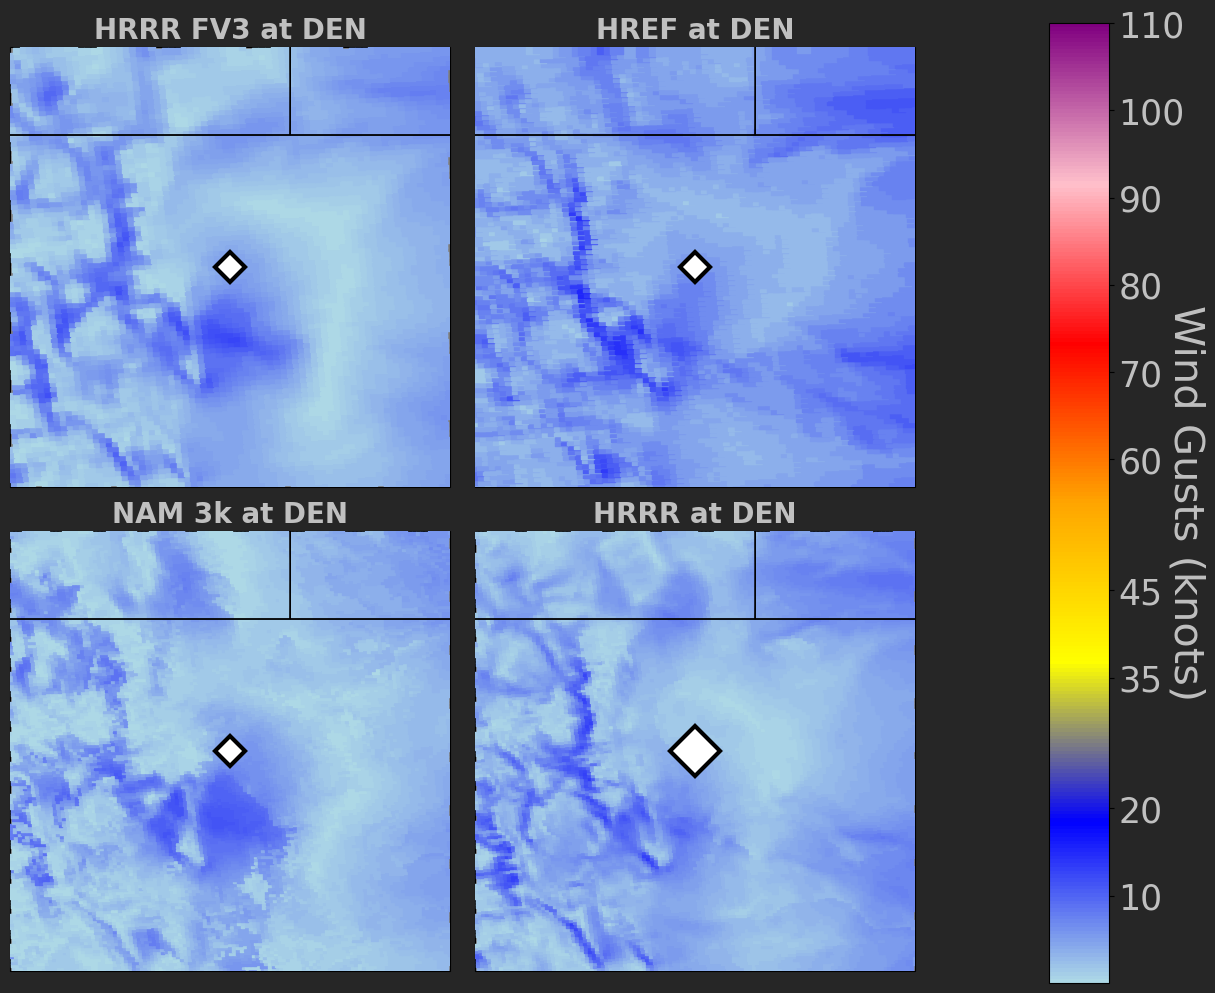 HRRR FV3 at DEN
HREF at DEN
NAM 3k at DEN
HRRR at DEN
110
100
90
80
70
60
45
35
20
10
Wind Gusts (knots)